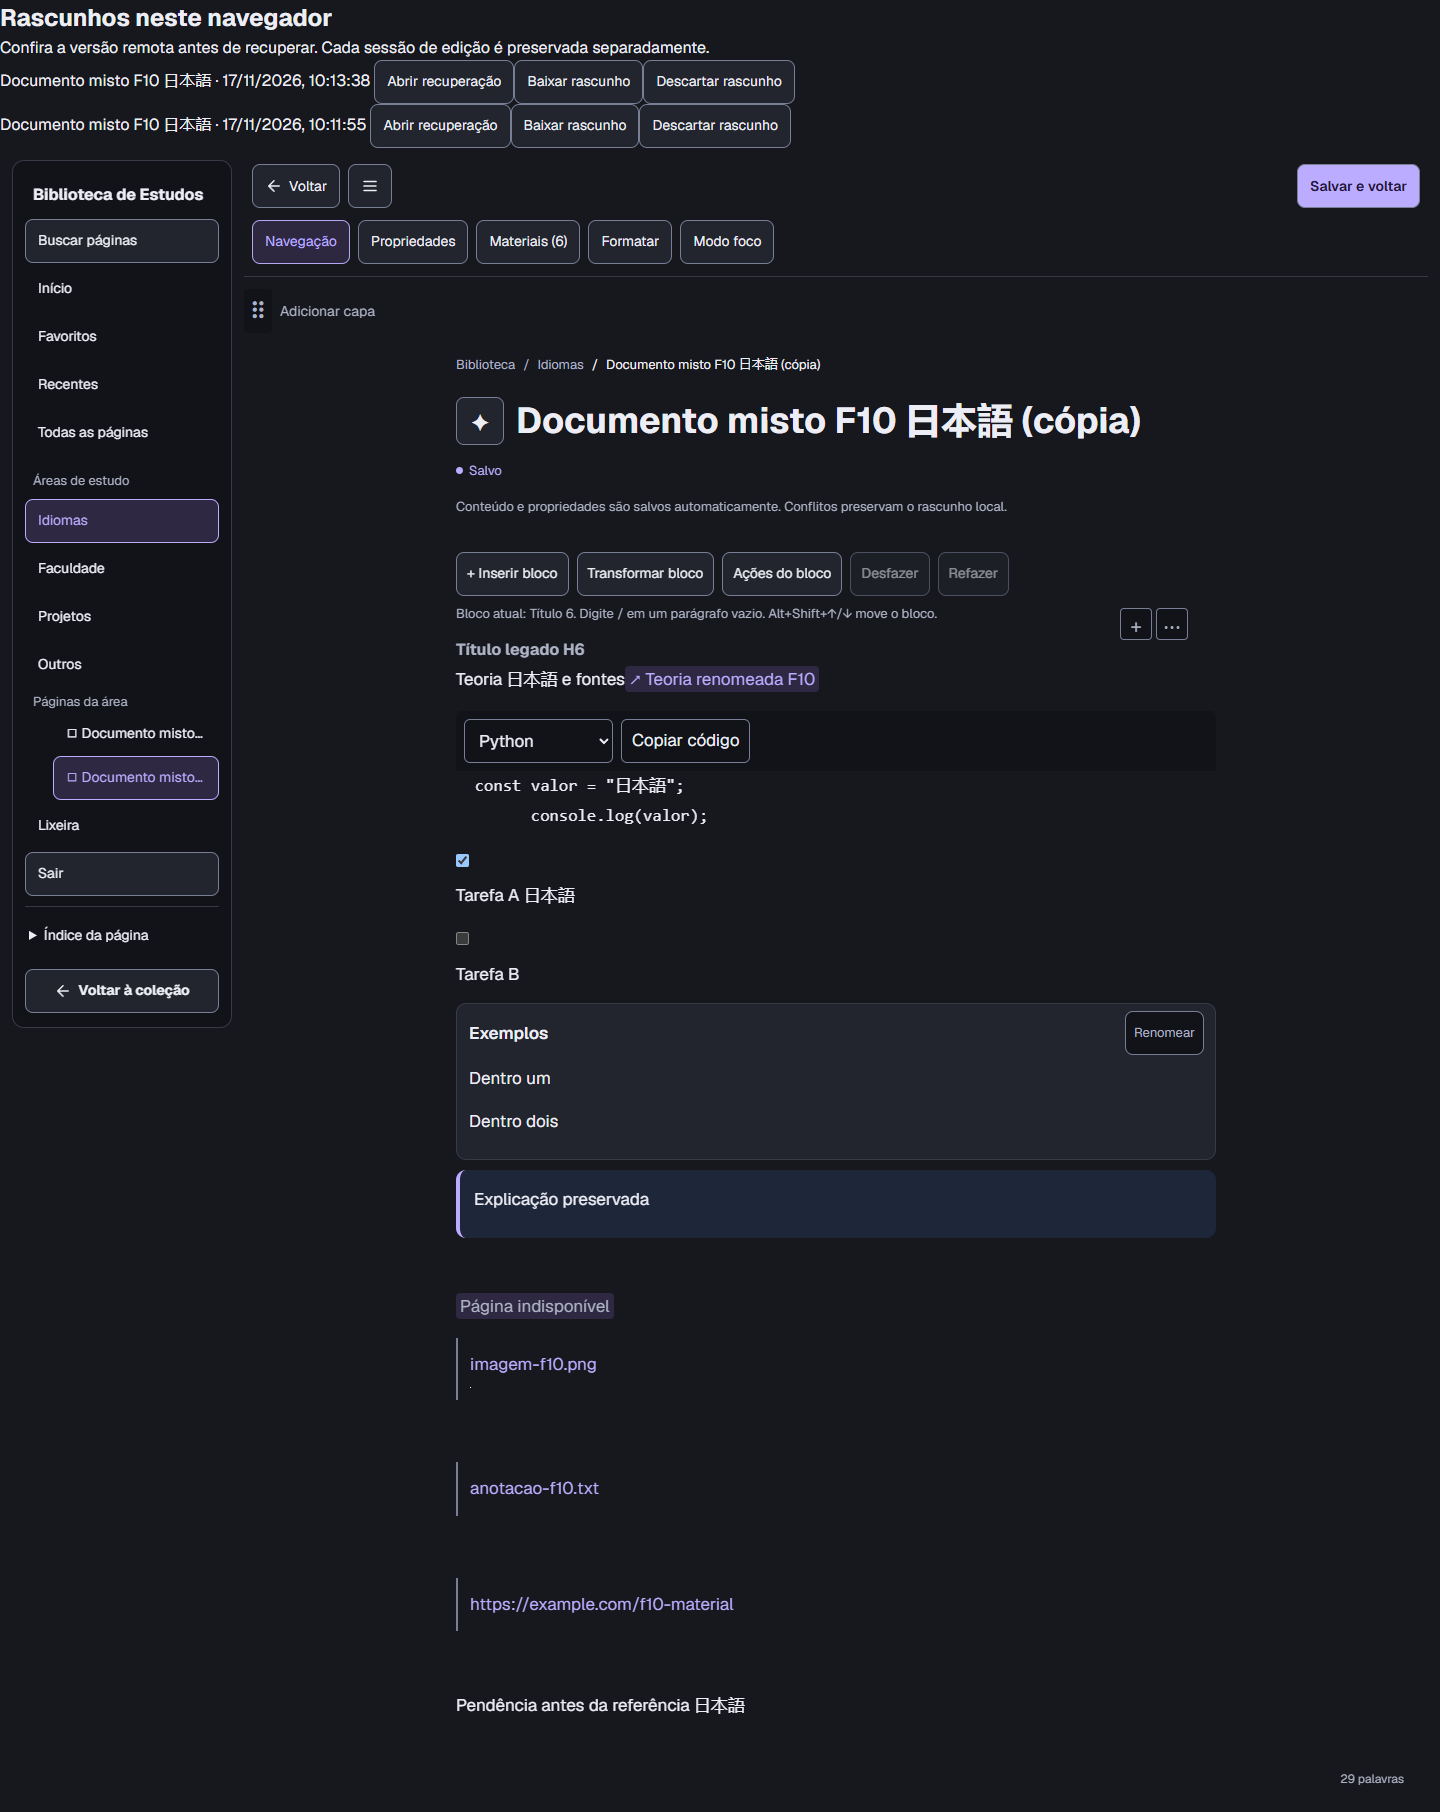 Rascunhos neste navegador
Confira a versão remota antes de recuperar. Cada sessão de edição é preservada separadamente.
Documento misto F10 日本語 · 17/11/2026, 10:13:38 Abrir recuperação Baixar rascunho Descartar rascunho
Documento misto F10 日本語 · 17/11/2026, 10:11:55 Abrir recuperação Baixar rascunho Descartar rascunho
Biblioteca de Estudos
Buscar páginas
Início
Favoritos
Recentes
Todas as páginas
Áreas de estudo
Idiomas
Faculdade
Projetos
Outros
Páginas da área
Documento misto...
Documento misto...
Lixeira
Sair
Índice da página
← Voltar à coleção
← Voltar
Salvar e voltar
Navegação Propriedades Materiais (6) Formatar Modo foco
Adicionar capa
Biblioteca / Idiomas / Documento misto F10 日本語 (cópia)
Documento misto F10 日本語 (cópia)
Salvo
Conteúdo e propriedades são salvos automaticamente. Conflitos preservam o rascunho local.
+ Inserir bloco Transformar bloco Ações do bloco Desfazer Refazer
Bloco atual: Título 6. Digite / em um parágrafo vazio. Alt+Shift+↑/↓ move o bloco.
+ ...
Título legado H6
Teoria 日本語 e fontes ↗ Teoria renomeada F10
Python Copiar código
const valor = "日本語";
console.log(valor);
Tarefa A 日本語
Tarefa B
Exemplos
Renomear
Dentro um
Dentro dois
Explicação preservada
Página indisponível
imagem-f10.png
anotacao-f10.txt
https://example.com/f10-material
Pendência antes da referência 日本語
29 palavras